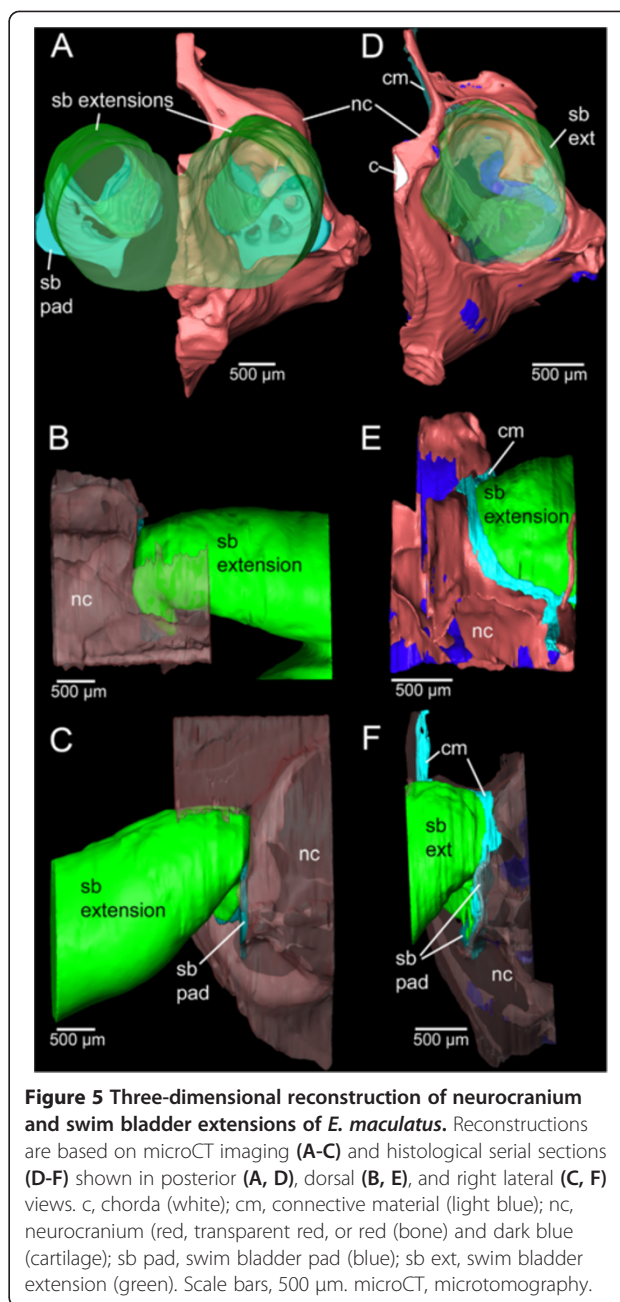 A
D
sb extensions
cm
nc
sb
ext
c
sb
pad
500 µm
500 µm
B
E
cm
sb
extension
sb
extension
nc
nc
500 µm
500 µm
C
F
cm
sb
ext
nc
sb
extension
sb
pad
sb
pad
nc
500 µm
500 µm
Figure 5 Three-dimensional reconstruction of neurocranium
and swim bladder extensions of E. maculatus. Reconstructions
are based on microCT imaging (A-C) and histological serial sections
(D-F) shown in posterior (A, D), dorsal (B, E), and right lateral (C, F)
views. c, chorda (white); cm, connective material (light blue); nc,
neurocranium (red, transparent red, or red (bone) and dark blue
(cartilage); sb pad, swim bladder pad (blue); sb ext, swim bladder
extension (green). Scale bars, 500 µm. microCT, microtomography.